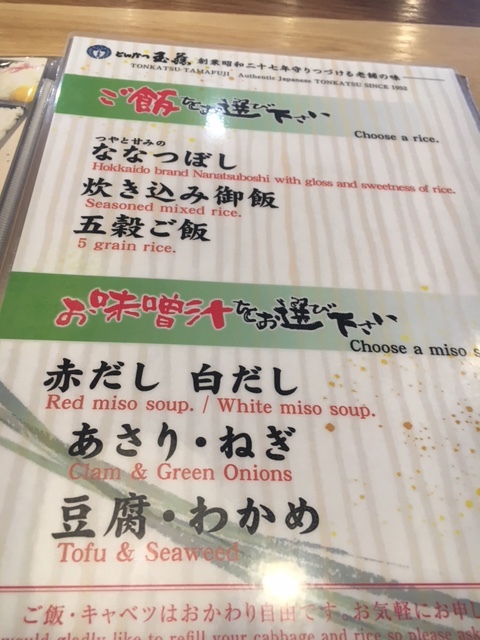 とんかつ 玉藤 創業昭和二十七年守りつづける老舗の味
TONKATSU TAMAFUJI Authentic Japanese TONKATSU SINCE 1952
ご飯をお選び下さい
Choose a rice.
つやと甘みの
ななつぼし
Hokkaido brand Nanatsuboshi with gloss and sweetness of rice.
炊き込み御飯
Seasoned mixed rice.
五穀ご飯
5 grain rice.
お味噌汁をお選び下さい
Choose a miso s
赤だし 白だし
Red miso soup. / White miso soup.
あさり・ねぎ
Clam & Green Onions
豆腐・わかめ
Tofu & Seaweed
ご飯・キャベツはおかわり自由です。お気軽にお申し
would gladly like to refill your cabbage and rice so please